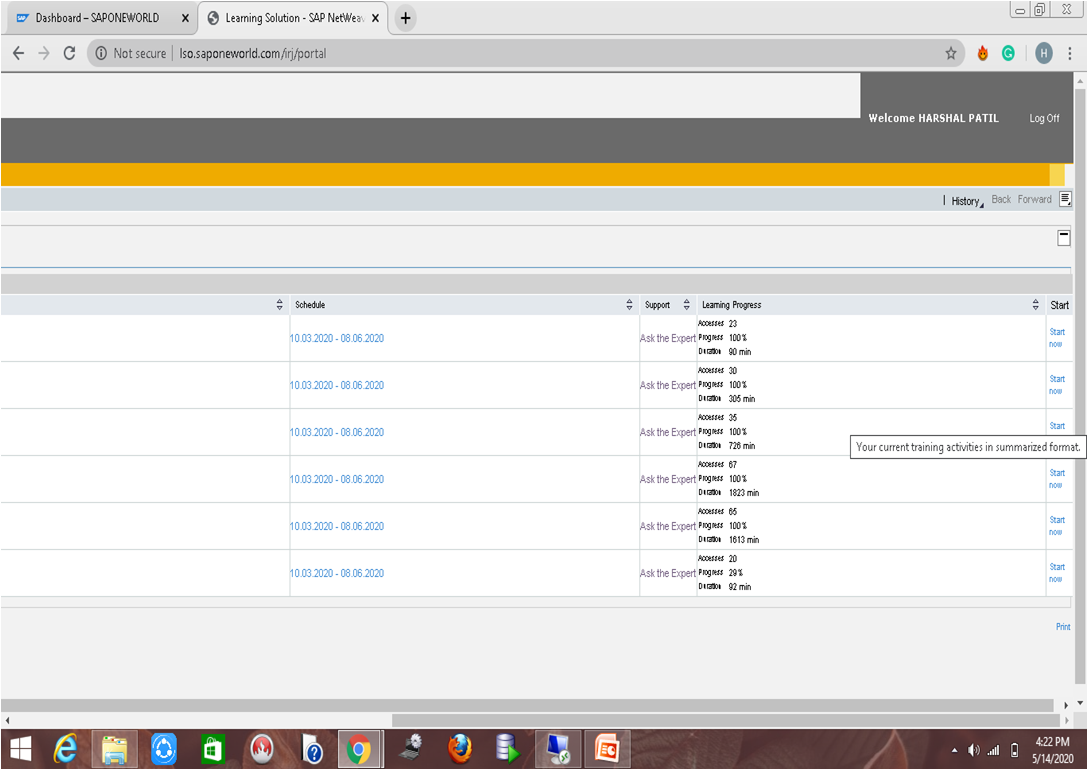 Dashboard – SAPONEWORLD
Learning Solution - SAP NetWeav
Not secure lso.saponeworld.com/irj/portal
H
Welcome HARSHAL PATIL Log Off
History Back Forward
Schedule Support Learning Progress Start
10.03.2020 - 08.06.2020 Ask the Expert Accesses 23 Start
Progress 100% now
Duration 90 min
10.03.2020 - 08.06.2020 Ask the Expert Accesses 30 Start
Progress 100% now
Duration 305 min
10.03.2020 - 08.06.2020 Ask the Expert Accesses 35 Start
Progress 100%
Duration 726 min
Your current training activities in summarized format.
10.03.2020 - 08.06.2020 Ask the Expert Accesses 67 Start
Progress 100% now
Duration 1823 min
10.03.2020 - 08.06.2020 Ask the Expert Accesses 65 Start
Progress 100% now
Duration 1613 min
10.03.2020 - 08.06.2020 Ask the Expert Accesses 20 Start
Progress 29% now
Duration 92 min
Print
4:22 PM
5/14/2020